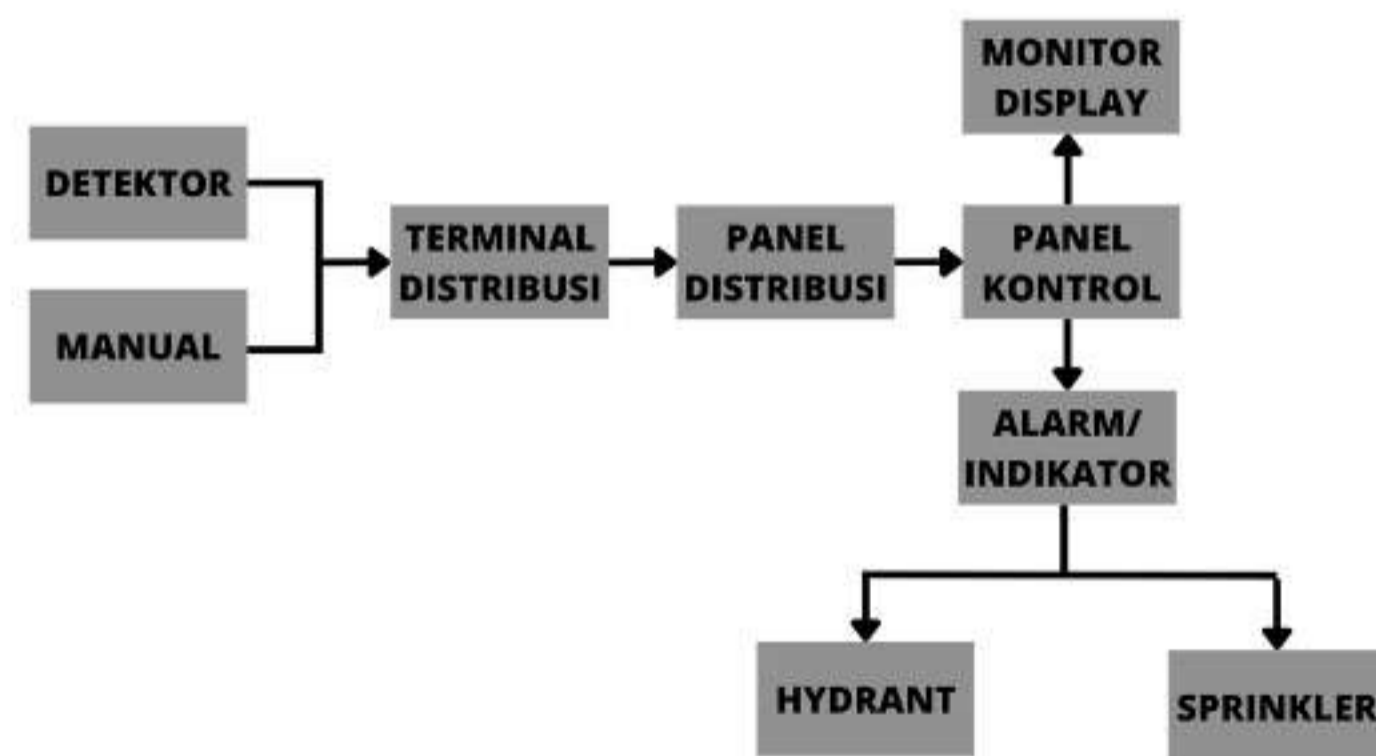 MONITOR
DISPLAY
DETEKTOR
TERMINAL
DISTRIBUSI
PANEL
DISTRIBUSI
PANEL
KONTROL
MANUAL
ALARM/
INDIKATOR
HYDRANT
SPRINKLER